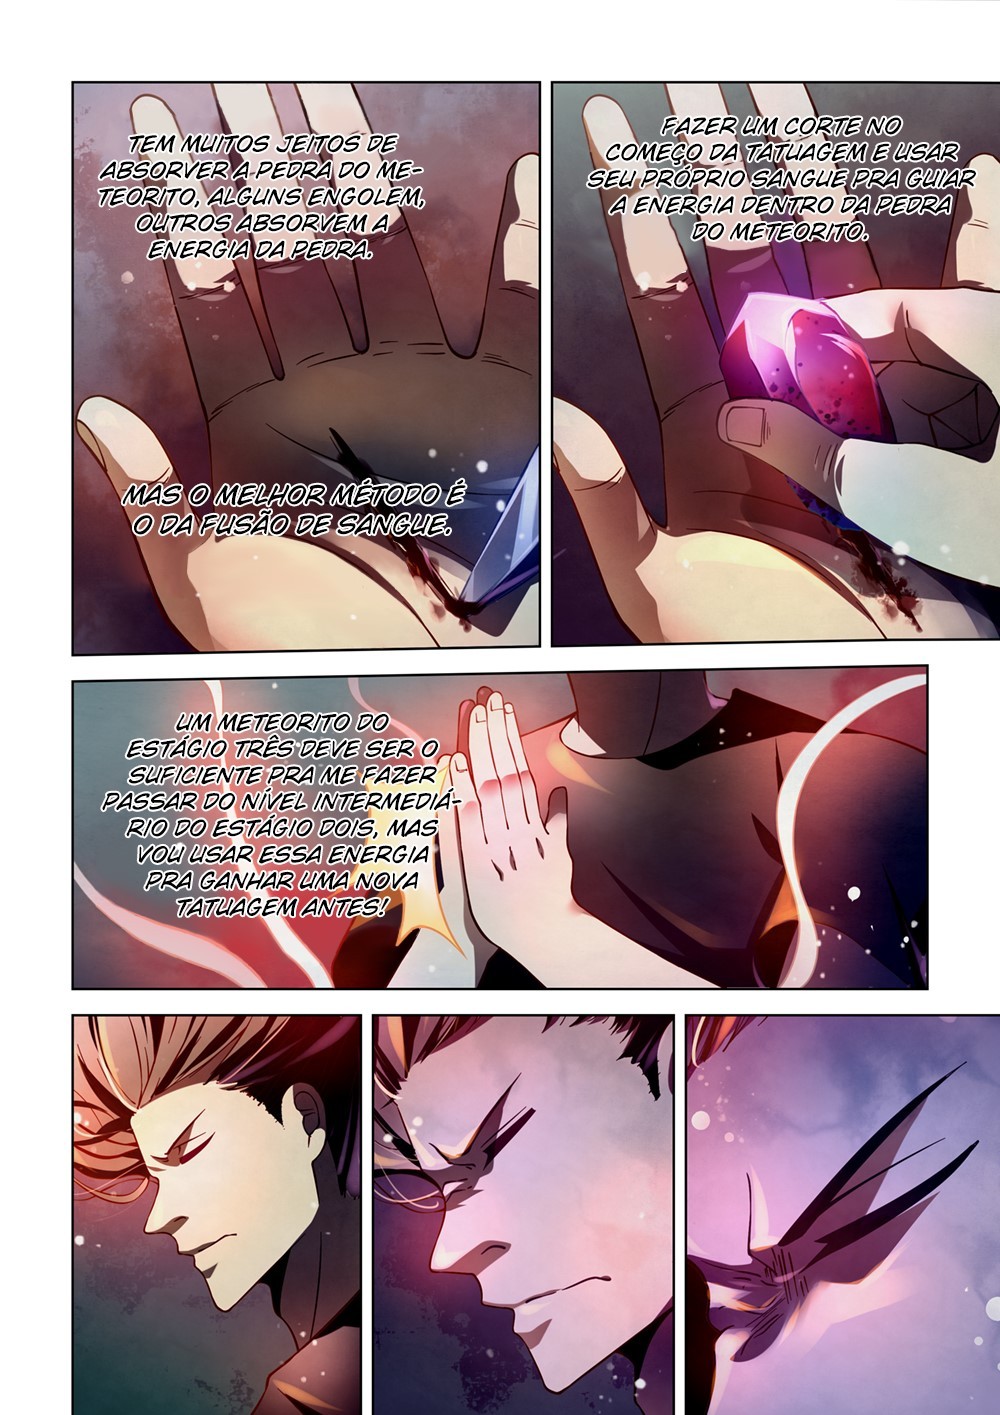 TEM MUITOS JEITOS DE
ABSORVER A PEDRA DO ME-
TEORITO, ALGUNS ENGOLEM,
OUTROS ABSORVEM A
ENERGIA DA PEDRA.
MAS O MELHOR MÉTODO É
O DA FUSÃO DE SANGUE.
FAZER UM CORTE NO
COMEÇO DA TATUAGEM E USAR
SEU PRÓPRIO SANGUE PRA GUIAR
A ENERGIA DENTRO DA PEDRA
DO METEORITO.
UM METEORITO DO
ESTÁGIO TRÊS DEVE SER O
SUFICIENTE PRA ME FAZER
PASSAR DO NÍVEL INTERMEDIÁ-
RIO DO ESTÁGIO DOIS, MAS
VOU USAR ESSA ENERGIA
PRA GANHAR UMA NOVA
TATUAGEM ANTES!